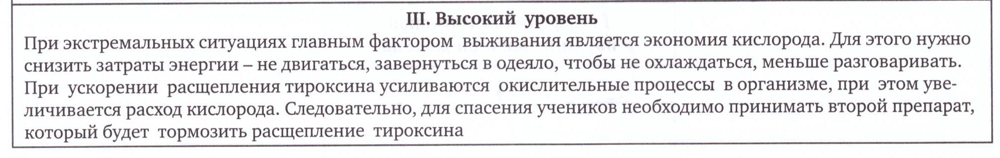 III. Высокий уровень
При экстремальных ситуациях главным фактором выживания является экономия кислорода. Для этого нужно
снизить затраты энергии – не двигаться, завернуться в одеяло, чтобы не охлаждаться, меньше разговаривать.
При ускорении расщепления тироксина усиливаются окислительные процессы в организме, при этом уве-
личивается расход кислорода. Следовательно, для спасения учеников необходимо принимать второй препарат,
который будет тормозить расщепление тироксина